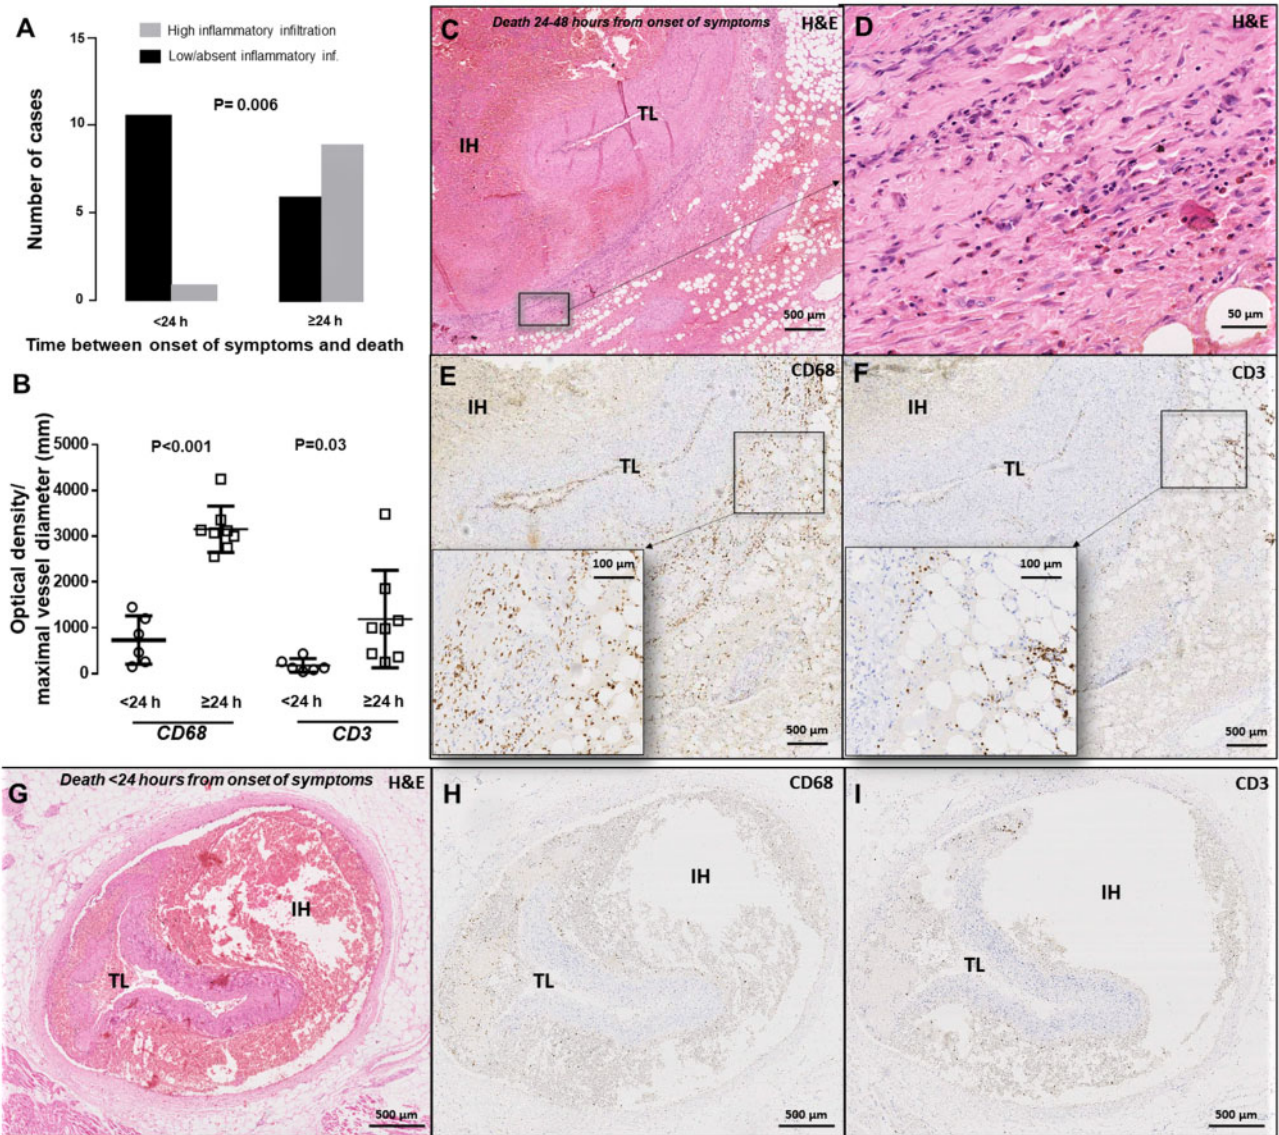 A
High inflammatory infiltration
Low/absent inflammatory inf.
P= 0.006
15
10
5
0
Number of cases
<24 h
≥24 h
Time between onset of symptoms and death
B
5000
4000
3000
2000
1000
0
Optical density/
maximal vessel diameter (mm)
P<0.001
P=0.03
<24 h
≥24 h
<24 h
≥24 h
CD68
CD3
C
Death 24-48 hours from onset of symptoms
H&E
IH
TL
500 µm
D
H&E
50 µm
E
CD68
IH
TL
100 µm
500 µm
F
CD3
IH
TL
100 µm
500 µm
G
Death <24 hours from onset of symptoms
H&E
IH
TL
500 µm
H
CD68
IH
TL
500 µm
I
CD3
IH
TL
500 µm